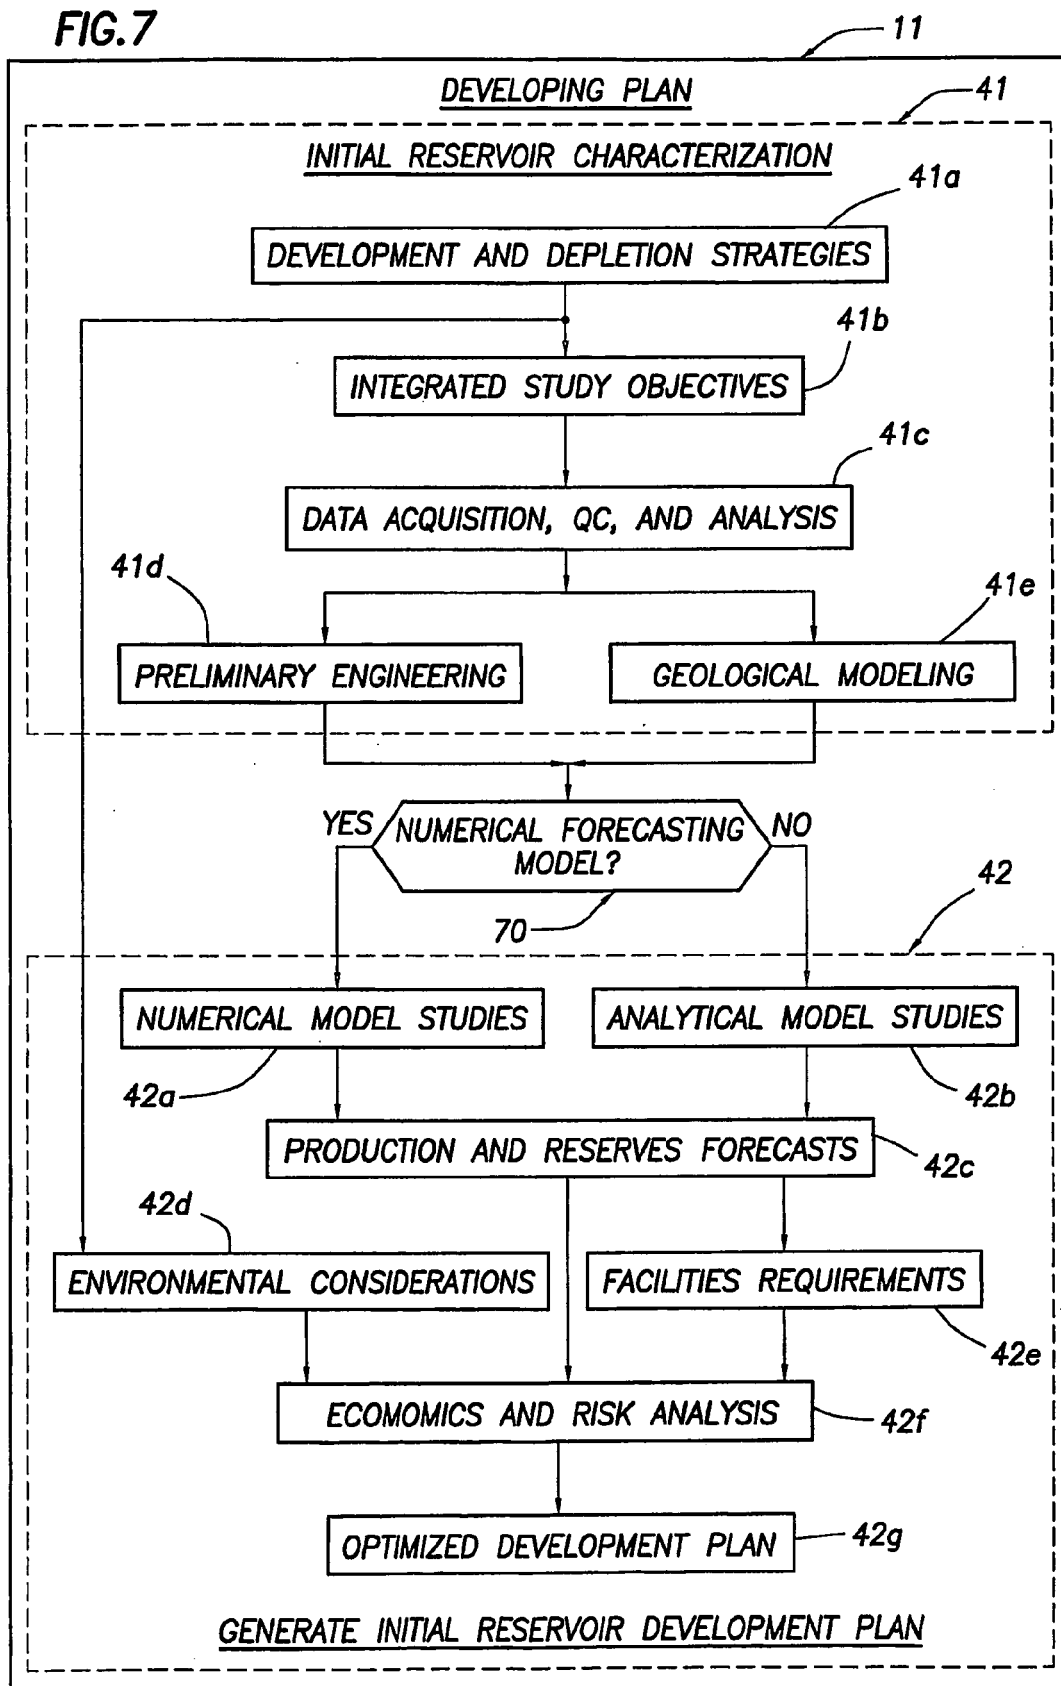 FIG.7
11
DEVELOPING PLAN
41
INITIAL RESERVOIR CHARACTERIZATION
41a
DEVELOPMENT AND DEPLETION STRATEGIES
41b
INTEGRATED STUDY OBJECTIVES
41c
DATA ACQUISITION, QC, AND ANALYSIS
41d
41e
PRELIMINARY ENGINEERING
GEOLOGICAL MODELING
YES
NUMERICAL FORECASTING
MODEL?
NO
70
42
NUMERICAL MODEL STUDIES
ANALYTICAL MODEL STUDIES
42a
42b
PRODUCTION AND RESERVES FORECASTS
42c
42d
ENVIRONMENTAL CONSIDERATIONS
FACILITIES REQUIREMENTS
42e
ECOMOMICS AND RISK ANALYSIS
42f
OPTIMIZED DEVELOPMENT PLAN
42g
GENERATE INITIAL RESERVOIR DEVELOPMENT PLAN